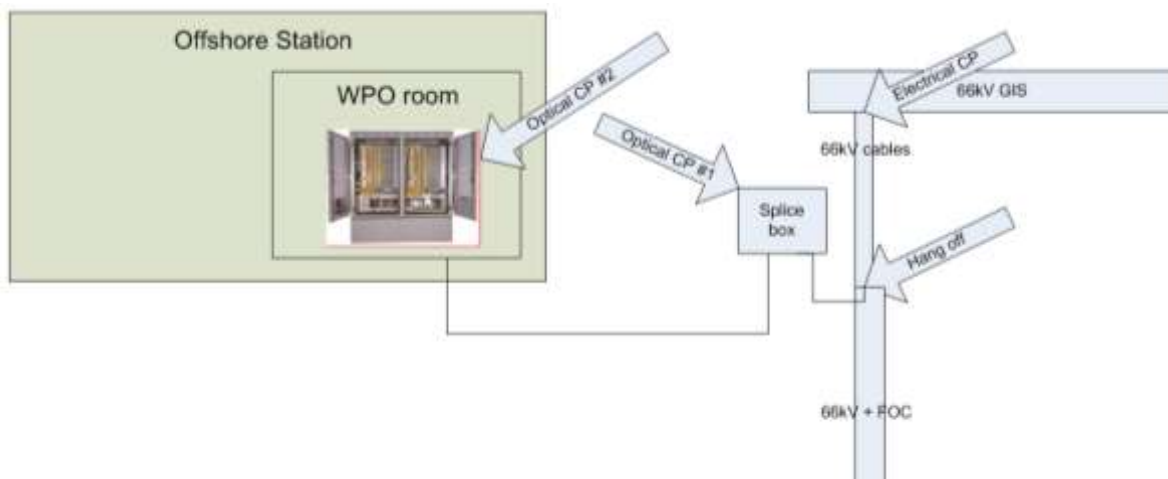 Offshore Station
WPO room
Optical CP #2
Optical CP #1
Electrical CP
66kV GIS
66kV cables
Splice
box
Hang off
66kV + FOC